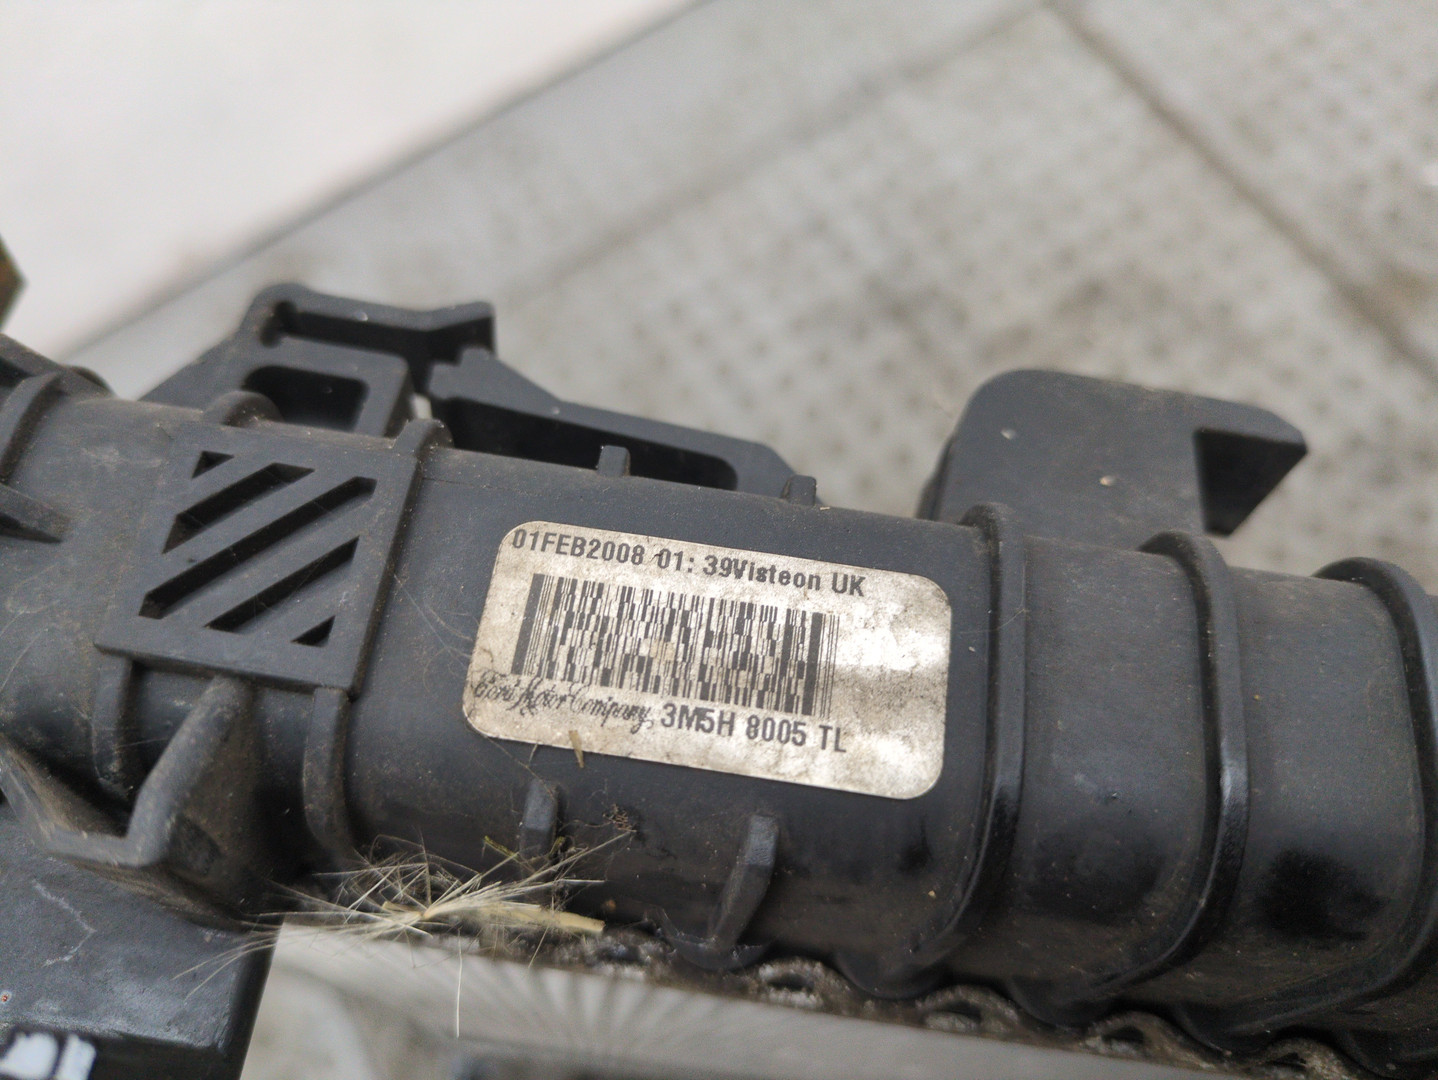 01FEB2008 01: 39Visteon UK
Ford Motor Company 3M5H 8005 TL